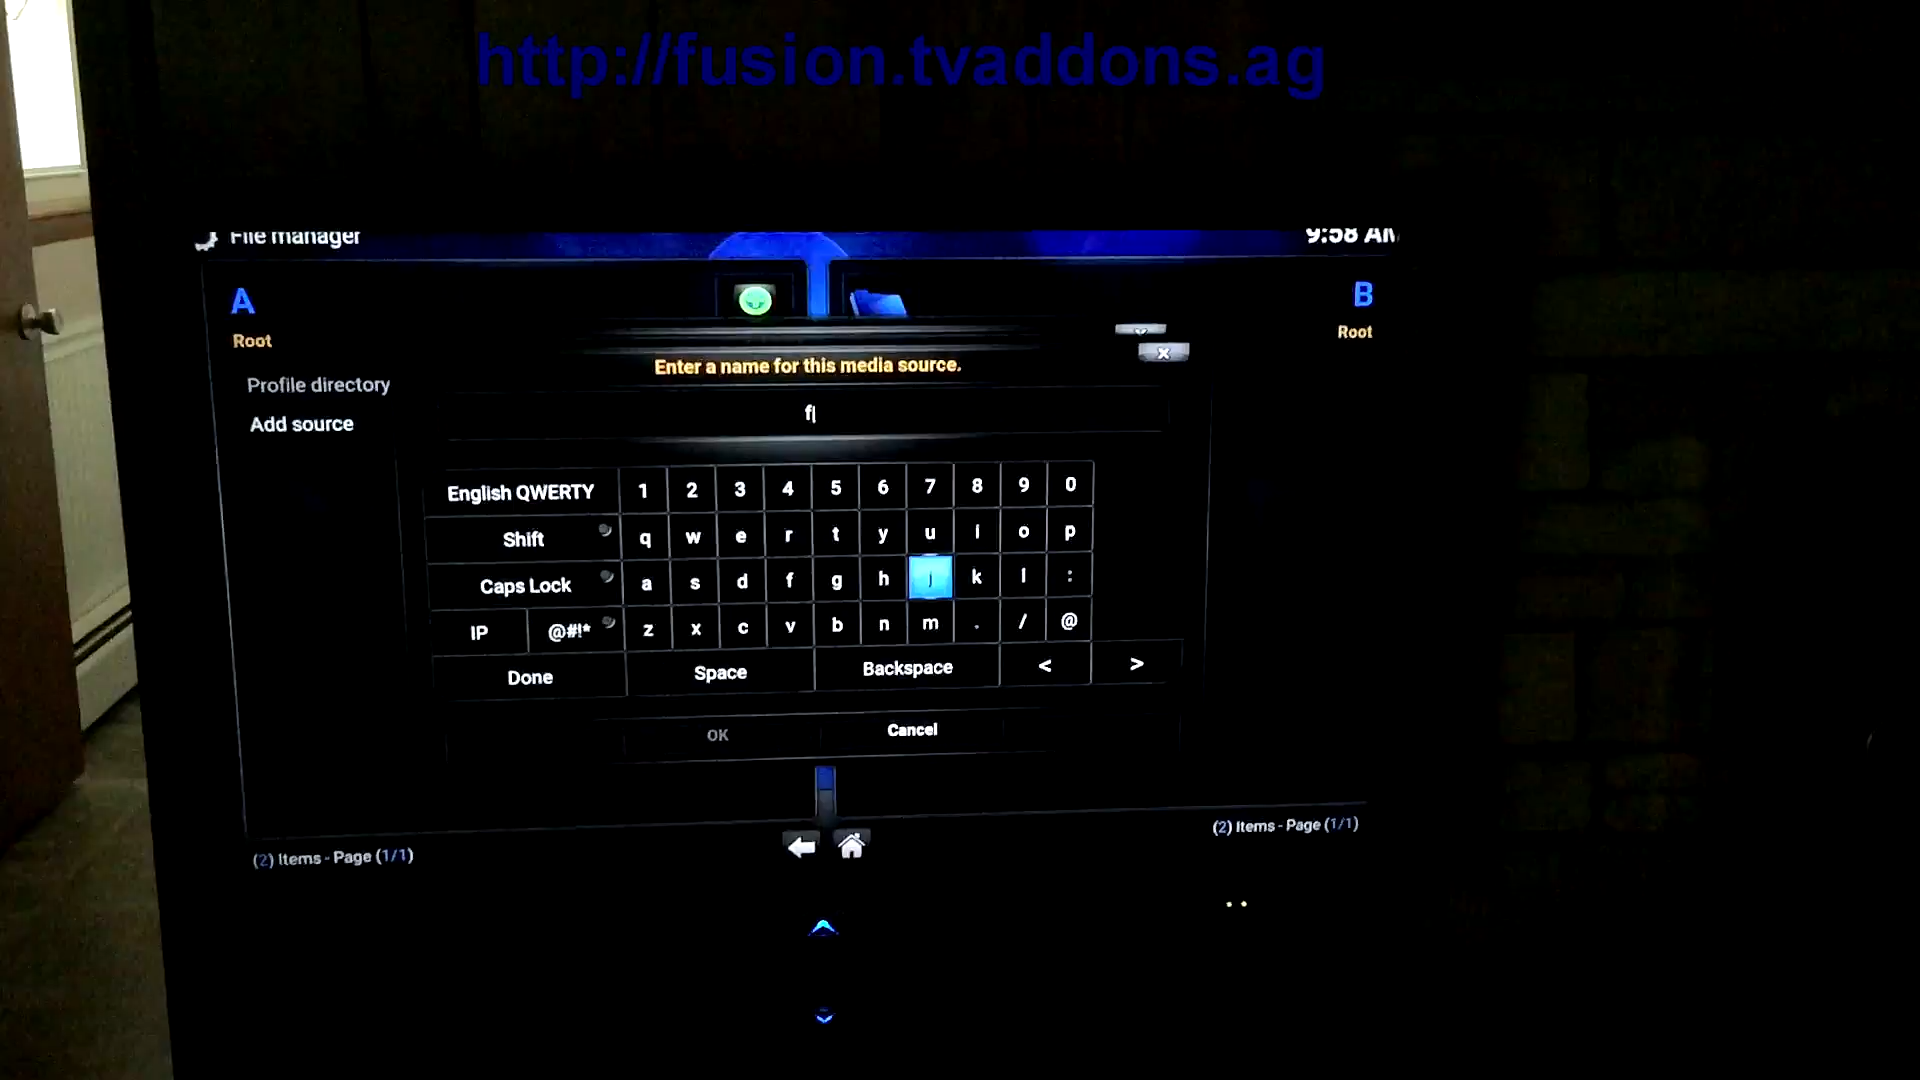 http://fusion.tvaddons.ag
File manager
9:58 AM
A
B
Root
Root
Enter a name for this media source.
Profile directory
f
Add source
English QWERTY 1 2 3 4 5 6 7 8 9 0
Shift q w e r t y u i o p
Caps Lock a s d f g h j k l :
IP @#!* z x c v b n m . / @
Done Space Backspace < >
OK Cancel
(2) Items - Page (1/1)
(2) Items - Page (1/1)